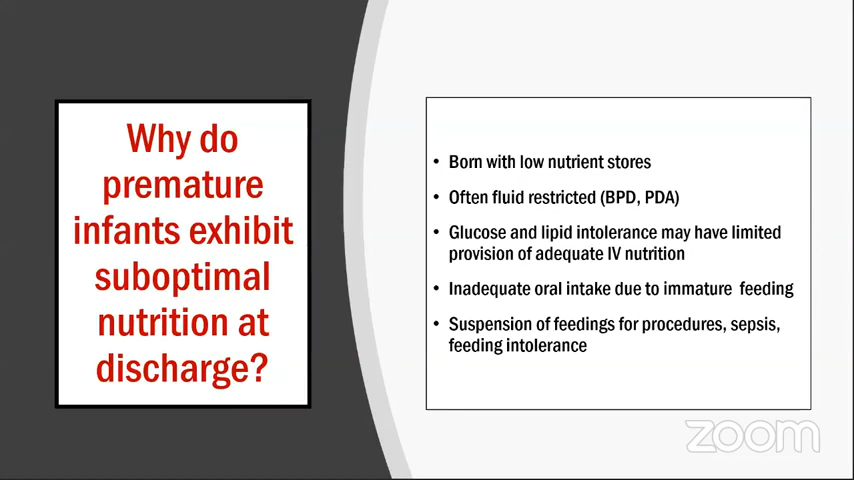 Why do
premature
infants exhibit
suboptimal
nutrition at
discharge?
• Born with low nutrient stores
• Often fluid restricted (BPD, PDA)
• Glucose and lipid intolerance may have limited
provision of adequate IV nutrition
• Inadequate oral intake due to immature feeding
• Suspension of feedings for procedures, sepsis,
feeding intolerance
zoom